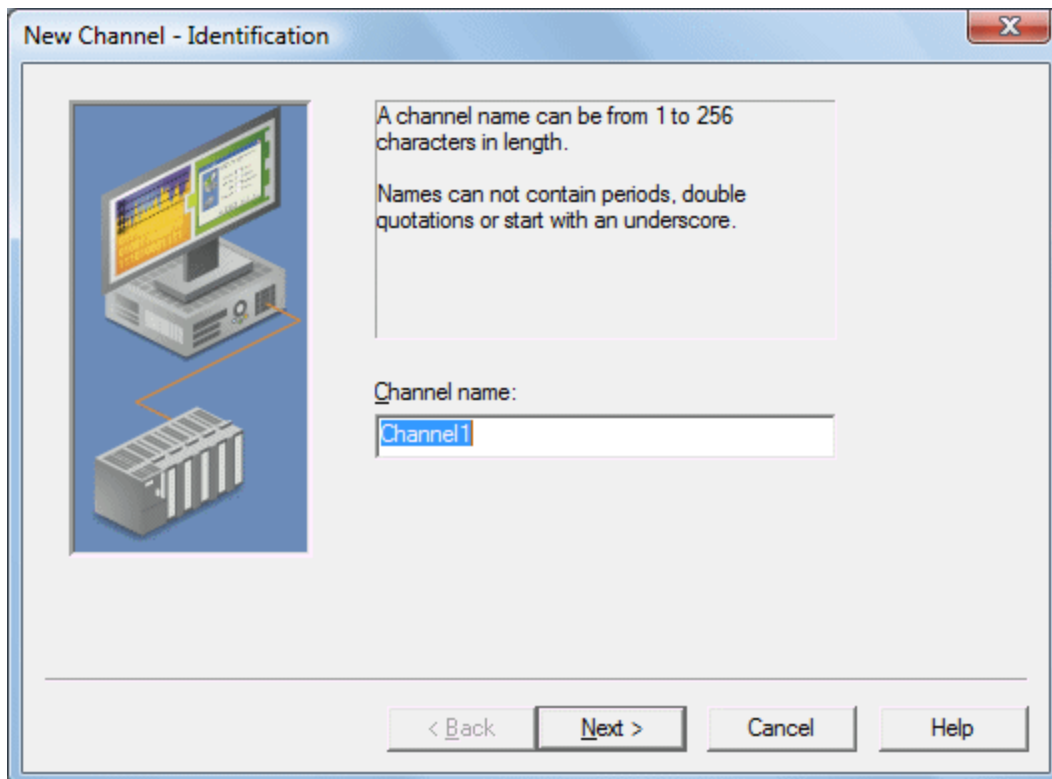 New Channel - Identification
A channel name can be from 1 to 256
characters in length.
Names can not contain periods, double
quotations or start with an underscore.
Channel name:
Channel1
< Back
Next >
Cancel
Help